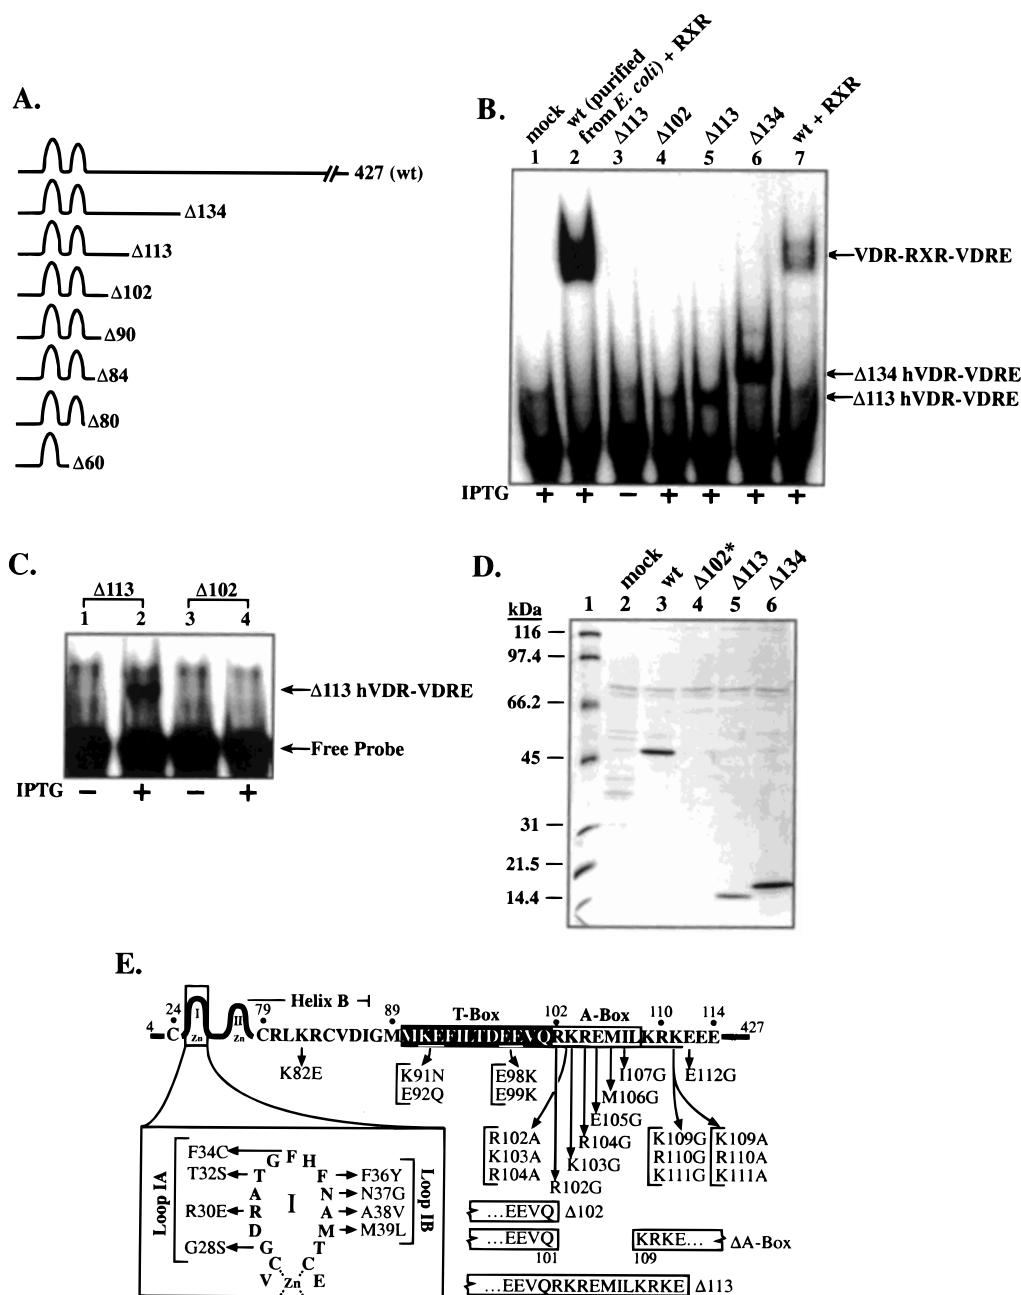 A.
427 (wt)
Δ134
Δ113
Δ102
Δ90
Δ84
Δ80
Δ60
B.
mock
wt (purified from E. coli) + RXR
Δ113
Δ102
Δ113
Δ134
wt + RXR
1 2 3 4 5 6 7
VDR-RXR-VDRE
Δ134 hVDR-VDRE
Δ113 hVDR-VDRE
IPTG + + − + + + +
C.
Δ113 Δ102
1 2 3 4
Δ113 hVDR-VDRE
Free Probe
IPTG − + − +
D.
mock
wt
Δ102*
Δ113
Δ134
kDa 1 2 3 4 5 6
116
97.4
66.2
45
31
21.5
14.4
E.
24 I II 79 Helix B 89 T-Box 102 A-Box 110 114
4 C Zn Zn CRLKRCVDIGMMKEFILTDEEVQRKREMILKRKEEE 427
K82E
K91N
E92Q
E98K
E99K
I107G
E112G
M106G
E105G
R104G
K103G
R102G
R102A
K103A
R104A
K109G
R110G
K111G
K109A
R110A
K111A
Loop IA
F34C
T32S
R30E
G28S
V C G D R A T G F H F N A M T C E
I
Zn
F36Y
N37G
A38V
M39L
Loop IB
...EEVQ Δ102
...EEVQ KRKE... ΔA-Box
101 109
...EEVQRKREMILKRKE Δ113